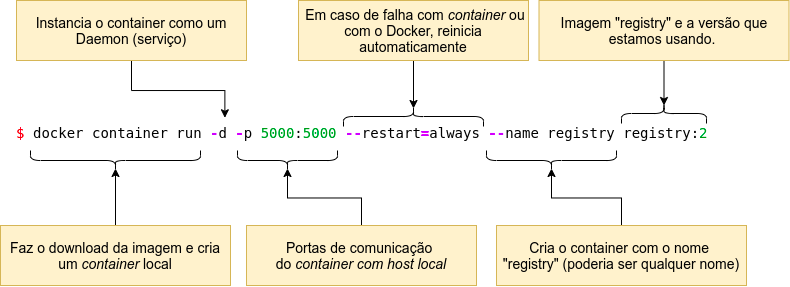 Instancia o container como um
Daemon (serviço)
Em caso de falha com container ou
com o Docker, reinicia
automaticamente
Imagem "registry" e a versão que
estamos usando.
$ docker container run -d -p 5000:5000 --restart=always --name registry registry:2
Faz o download da imagem e cria
um container local
Portas de comunicação
do container com host local
Cria o container com o nome
"registry" (poderia ser qualquer nome)